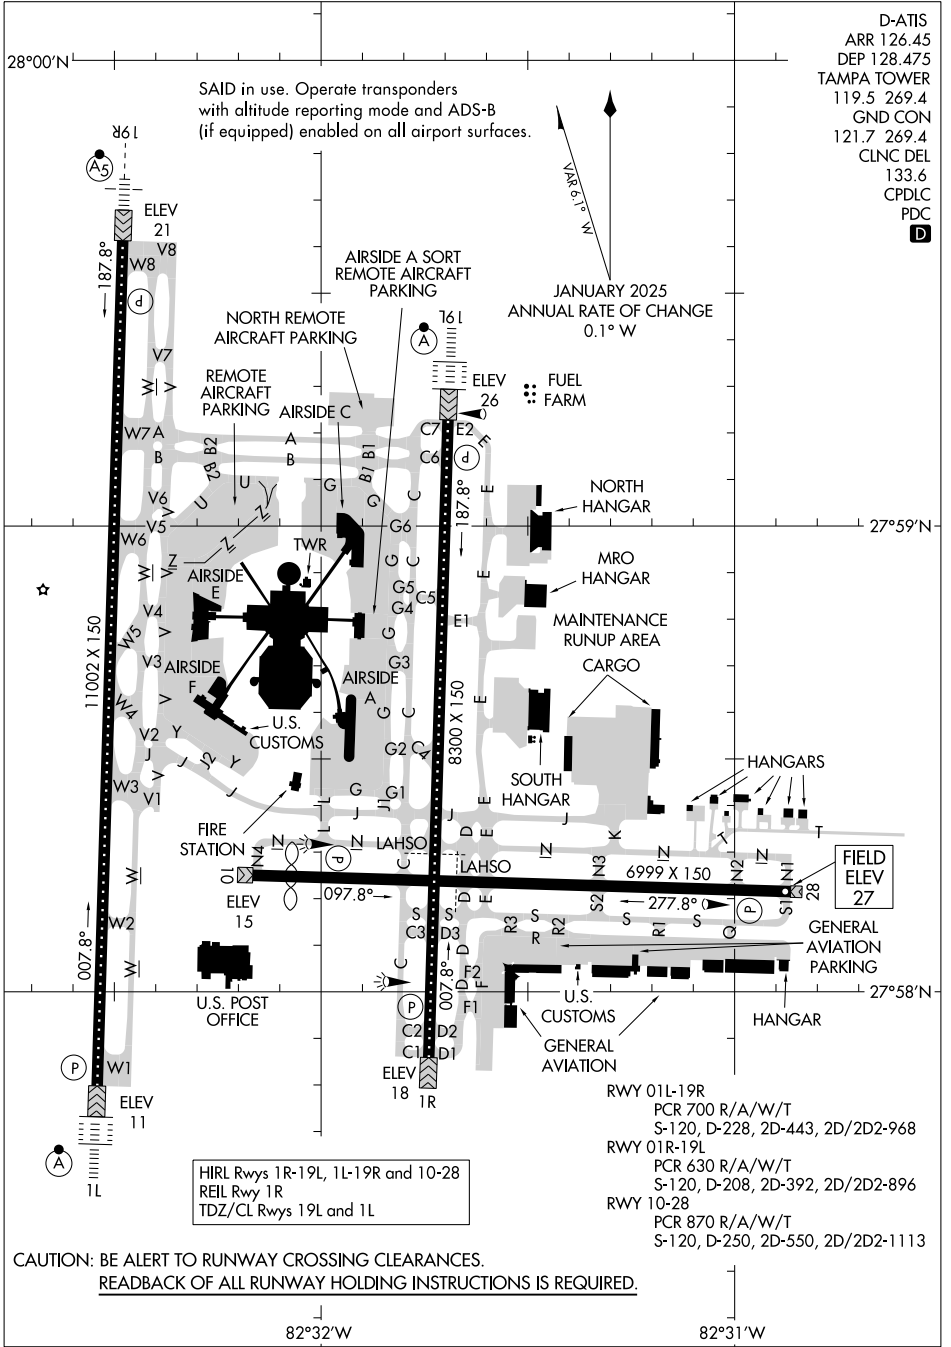 D-ATIS
ARR 126.45
DEP 128.475
TAMPA TOWER
119.5 269.4
GND CON
121.7 269.4
CLNC DEL
133.6
CPDLC
PDC
D
28°00'N
SAID in use. Operate transponders
with altitude reporting mode and ADS-B
(if equipped) enabled on all airport surfaces.
VAR 6.1° W
JANUARY 2025
ANNUAL RATE OF CHANGE
0.1° W
19R
A5
ELEV
21
187.8°
V8
W8
P
AIRSIDE A SORT
REMOTE AIRCRAFT
PARKING
NORTH REMOTE
AIRCRAFT PARKING
REMOTE
AIRCRAFT
PARKING
AIRSIDE C
19L
A
ELEV
26
FUEL
FARM
V7
W
V
W7
A
B
B2
B2
A
B
B1
B1
C7
E2
E
C6
P
187.8°
U
U
G
G
C
E
V6
V
V5
W6
Z
Z
Z
G6
NORTH
HANGAR
27°59'N
TWR
AIRSIDE
E
G
C
G5
G4
C5
E
E1
MRO
HANGAR
W
V
V4
V
W5
V3
V
W4
11002 X 150
G
G3
G
C
G2
C4
8300 X 150
E
MAINTENANCE
RUNUP AREA
CARGO
AIRSIDE
F
AIRSIDE
A
U.S.
CUSTOMS
V2
Y
J
J
J2
Y
V
J
W3
V1
SOUTH
HANGAR
HANGARS
FIRE
STATION
L
L
G
G1
J
J1
J
D
E
E
J
K
T
T
N4
N
N
P
LAHSO
LAHSO
C
N
N3
N
N2
N
N1
10
ELEV
15
097.8°
6999 X 150
277.8°
P
28
FIELD
ELEV
27
D
E
S
S
C3
D3
R3
S
R
R2
S2
S
R1
S
Q
S1
W
W2
W
007.8°
U.S. POST
OFFICE
C
P
007.8°
D
D
F2
F
F1
GENERAL
AVIATION
PARKING
27°58'N
U.S.
CUSTOMS
HANGAR
GENERAL
AVIATION
C2
D2
C1
D1
ELEV
18
1R
P
W1
ELEV
11
A
1L
RWY 01L-19R
PCR 700 R/A/W/T
S-120, D-228, 2D-443, 2D/2D2-968
RWY 01R-19L
PCR 630 R/A/W/T
S-120, D-208, 2D-392, 2D/2D2-896
RWY 10-28
PCR 870 R/A/W/T
S-120, D-250, 2D-550, 2D/2D2-1113
HIRL Rwys 1R-19L, 1L-19R and 10-28
REIL Rwy 1R
TDZ/CL Rwys 19L and 1L
CAUTION: BE ALERT TO RUNWAY CROSSING CLEARANCES.
READBACK OF ALL RUNWAY HOLDING INSTRUCTIONS IS REQUIRED.
82°32'W
82°31'W